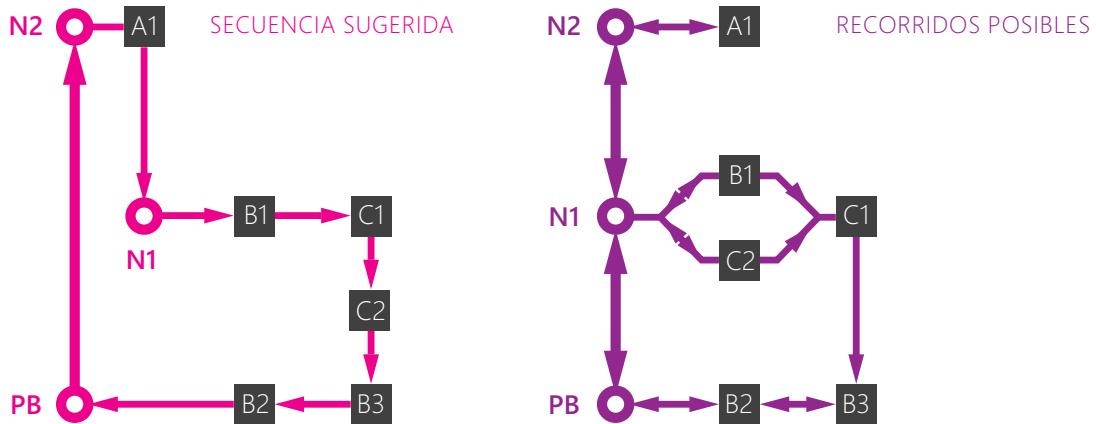 N2
A1
SECUENCIA SUGERIDA
B1
C1
N1
C2
PB
B2
B3
N2
A1
RECORRIDOS POSIBLES
B1
N1
C1
C2
PB
B2
B3